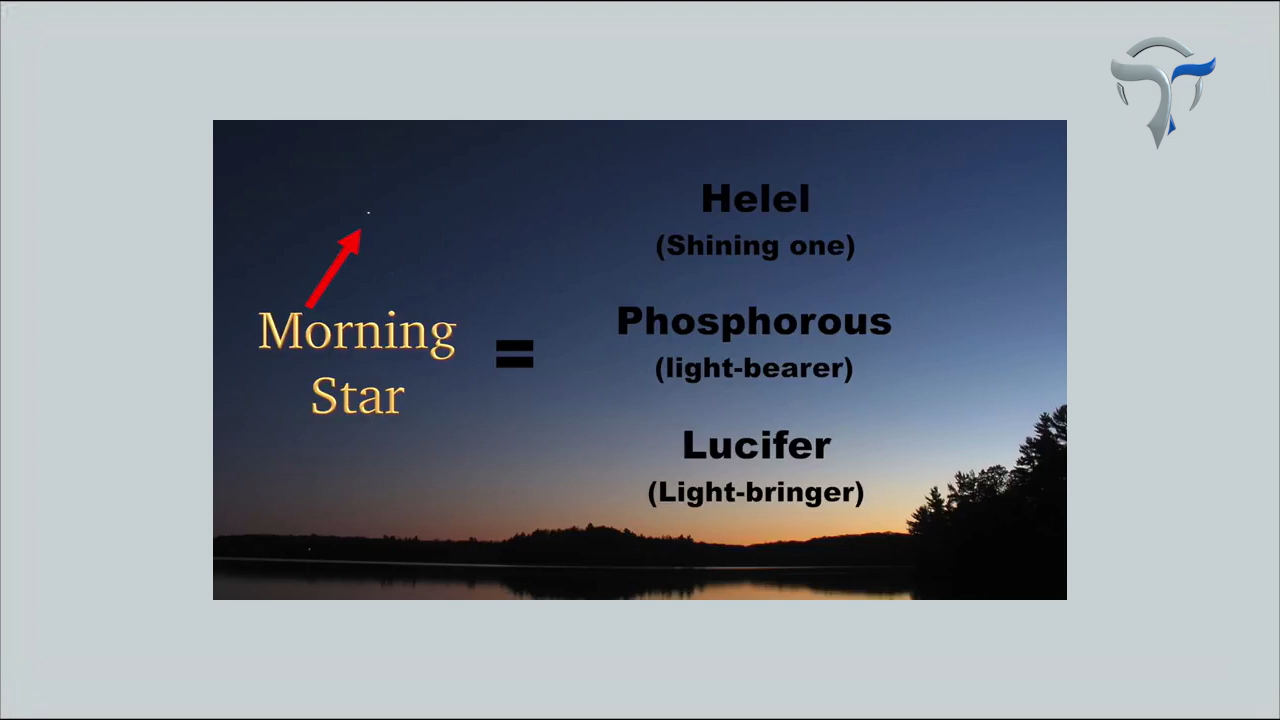 Morning
Star
=
Helel
(Shining one)
Phosphorous
(light-bearer)
Lucifer
(Light-bringer)